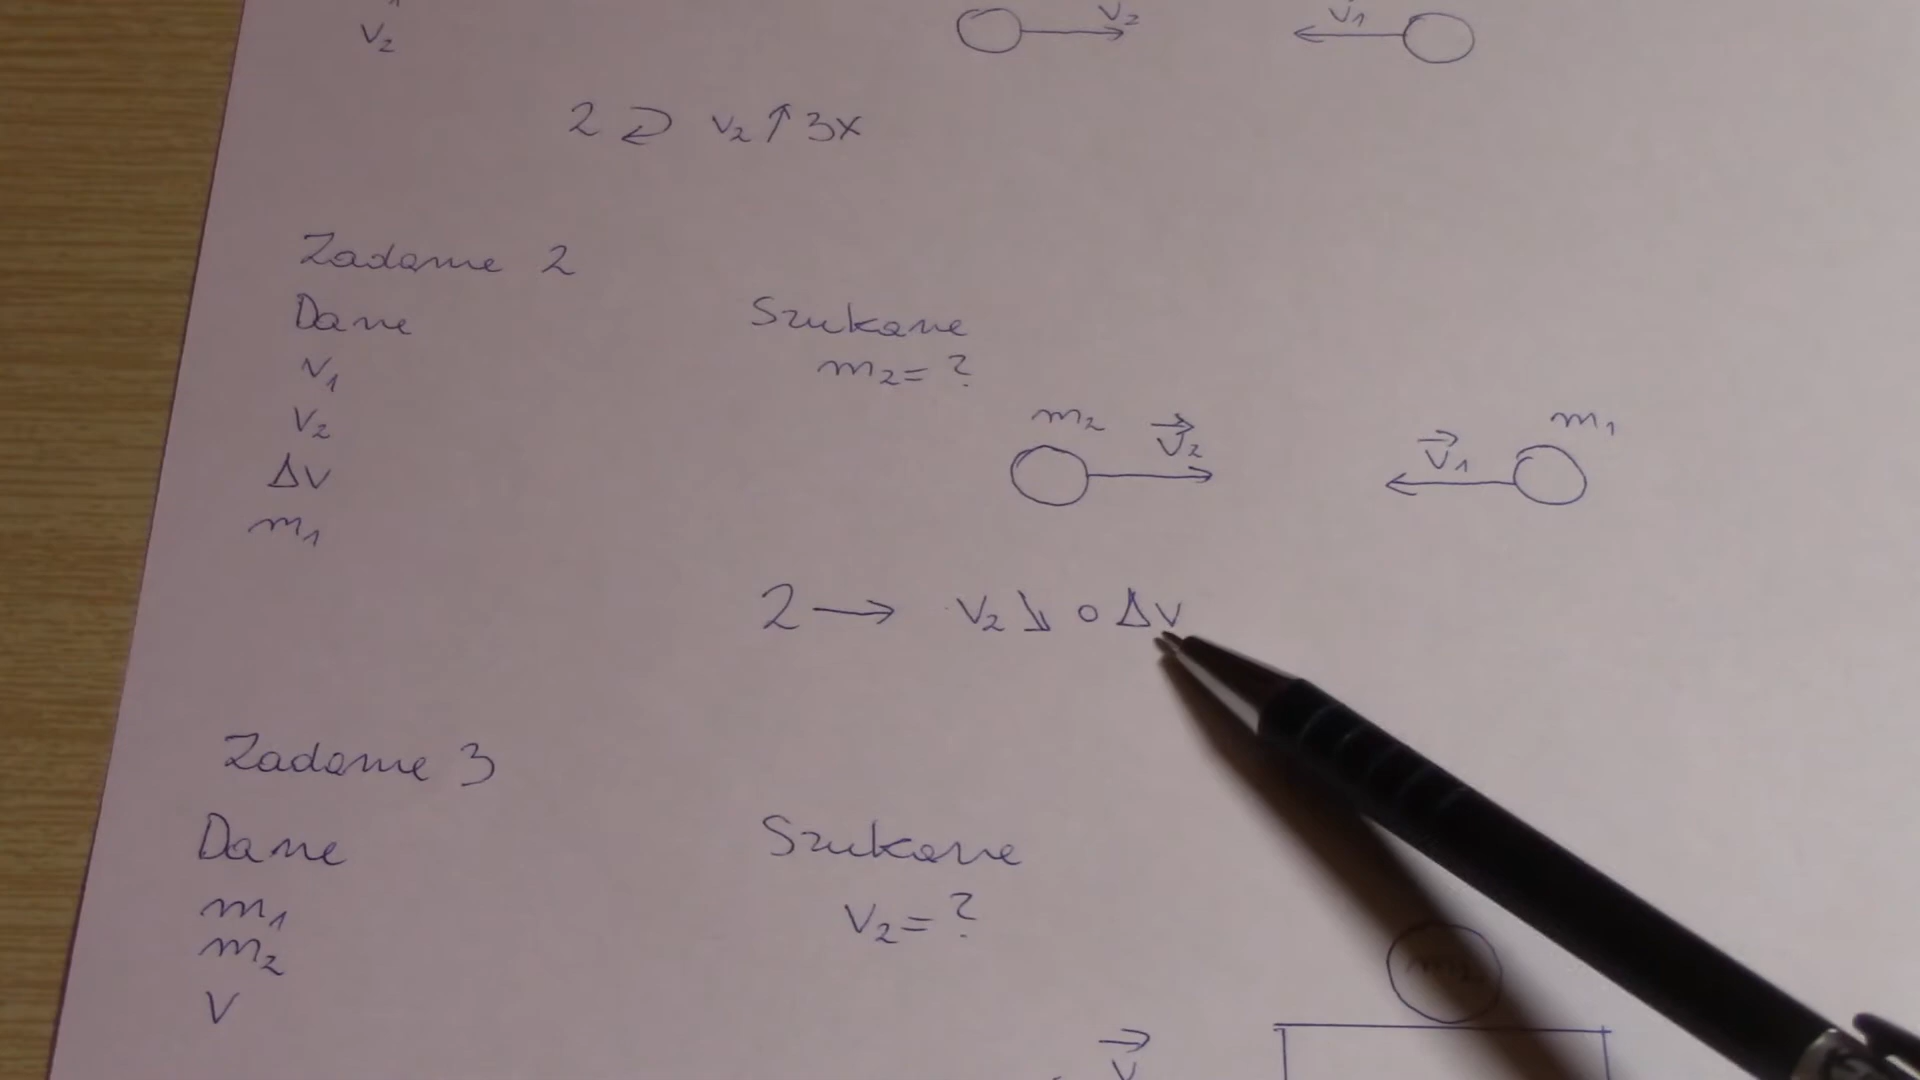 v₂
v₂ v₁
2 v₂ ↑ 3x
Zadanie 2
Dane Szukane
v₁ m₂ = ?
v₂ m₂ v₂ v₁ m₁
Δv
m₁
2 → v₂ ↘ o Δv
Zadanie 3
Dane Szukane
m₁ v₂ = ?
m₂
v
v